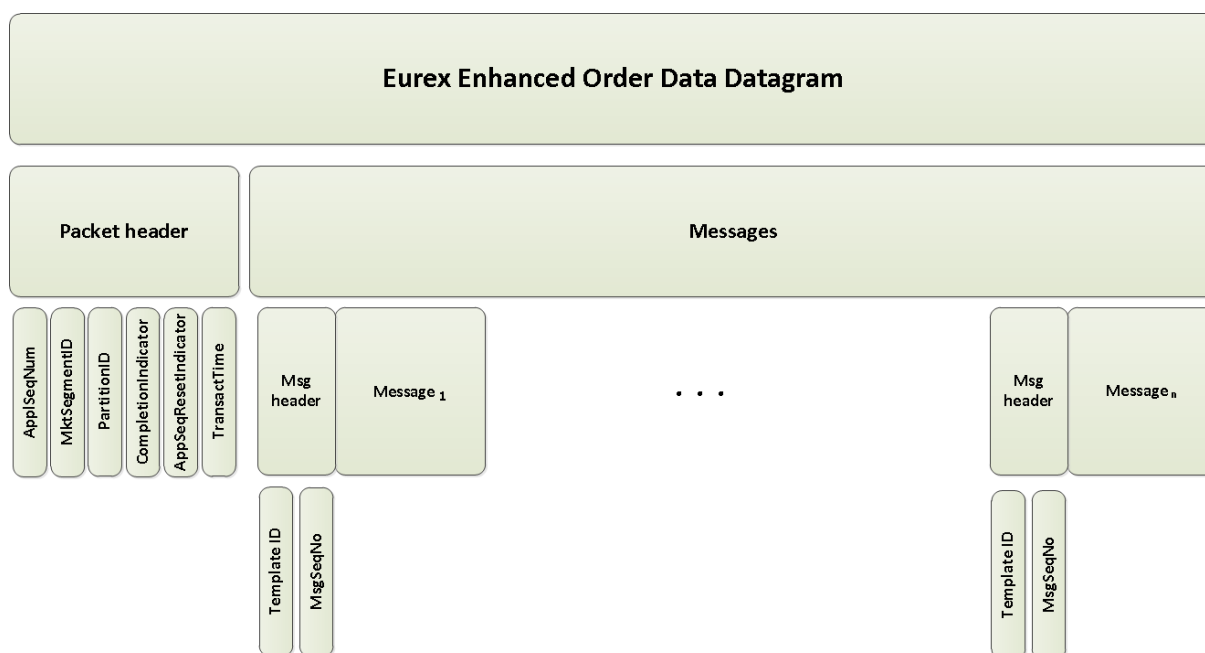 Eurex Enhanced Order Data Datagram
Packet header
Messages
ApplSeqNum
MktSegmentID
PartitionID
CompletionIndicator
AppSeqResetIndicator
TransactTime
Msg
header
Message 1
. . .
Msg
header
Message n
Template ID
MsgSeqNo
Template ID
MsgSeqNo